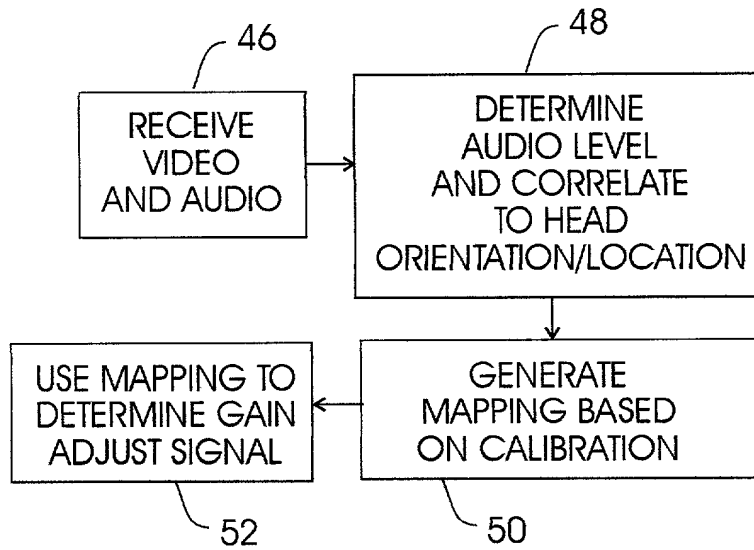 46
RECEIVE
VIDEO
AND AUDIO
48
DETERMINE
AUDIO LEVEL
AND CORRELATE
TO HEAD
ORIENTATION/LOCATION
GENERATE
MAPPING BASED
ON CALIBRATION
50
USE MAPPING TO
DETERMINE GAIN
ADJUST SIGNAL
52